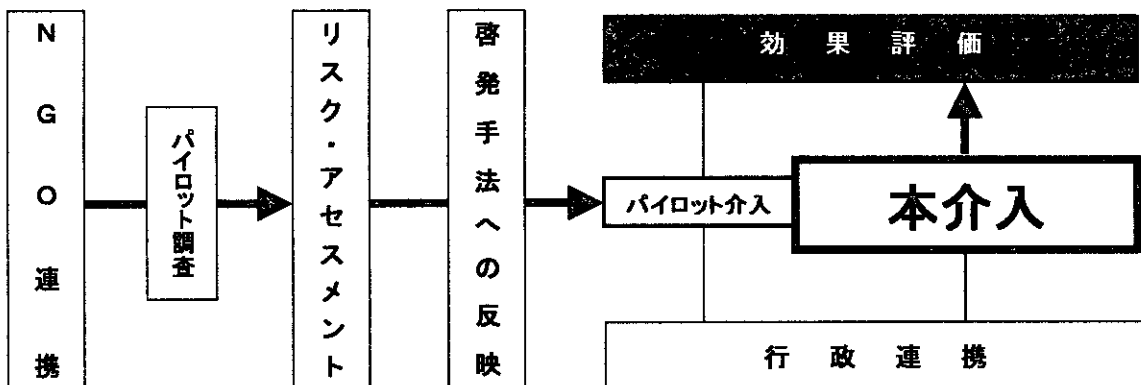 NGO連携
パイロット調査
リスク・アセスメント
啓発手法への反映
効果評価
パイロット介入
本介入
行政連携